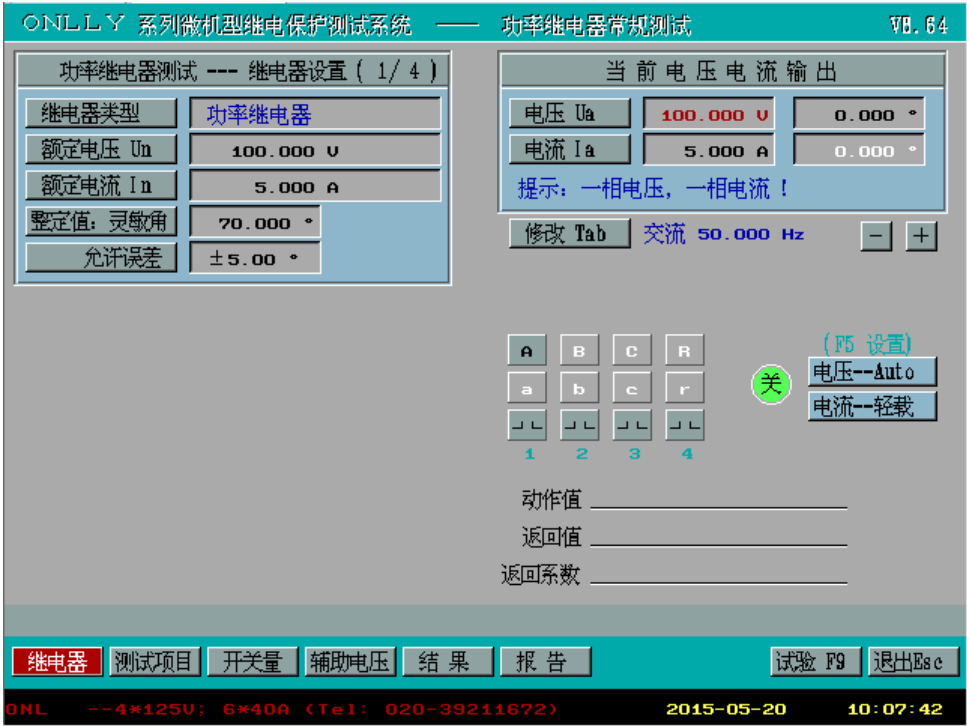 ONLLY 系列微机型继电保护测试系统 —— 功率继电器常规测试 V8.64
功率继电器测试 --- 继电器设置 ( 1/ 4 )
继电器类型 功率继电器
额定电压 Un 100.000 V
额定电流 In 5.000 A
整定值: 灵敏角 70.000 °
允许误差 ±5.00 °
当前电压电流输出
电压 Ua 100.000 V 0.000 °
电流 Ia 5.000 A 0.000 °
提示: 一相电压, 一相电流 !
修改 Tab 交流 50.000 Hz - +
A B C R
a b c r
1 2 3 4
关
(F5 设置)
电压--Auto
电流--轻载
动作值
返回值
返回系数
继电器 测试项目 开关量 辅助电压 结果 报告 试验 F9 退出Esc
ONL --4*125V; 6*40A (Tel: 020-39211672) 2015-05-20 10:07:42